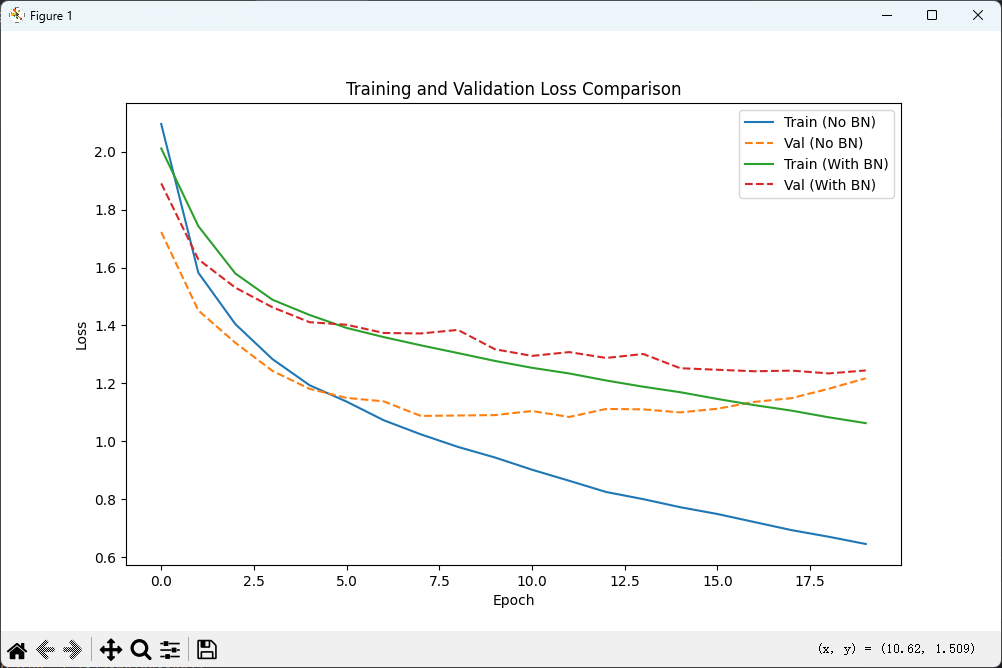 Figure 1
Training and Validation Loss Comparison
Train (No BN)
Val (No BN)
Train (With BN)
Val (With BN)
Loss
2.0
1.8
1.6
1.4
1.2
1.0
0.8
0.6
0.0 2.5 5.0 7.5 10.0 12.5 15.0 17.5
Epoch
(x, y) = (10.62, 1.509)